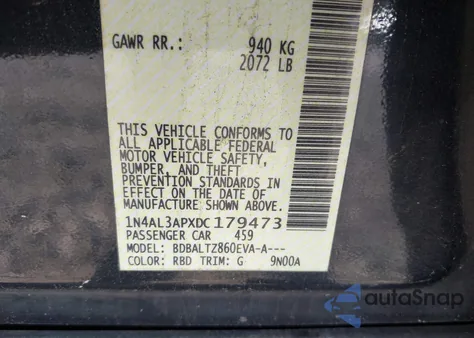 GAWR RR.: 940 KG
2072 LB
THIS VEHICLE CONFORMS TO
ALL APPLICABLE FEDERAL
MOTOR VEHICLE SAFETY,
BUMPER, AND THEFT
PREVENTION STANDARDS IN
EFFECT ON THE DATE OF
MANUFACTURE SHOWN ABOVE.
1N4AL3APXDC179473
PASSENGER CAR 459
MODEL: BDBALTZ860EVA-A---
COLOR: RBD TRIM: G 9N00A
autoSnap